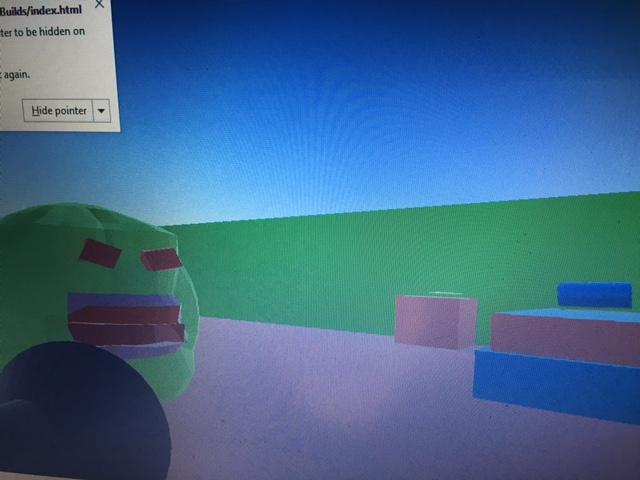 Builds/index.html
ter to be hidden on
again.
Hide pointer